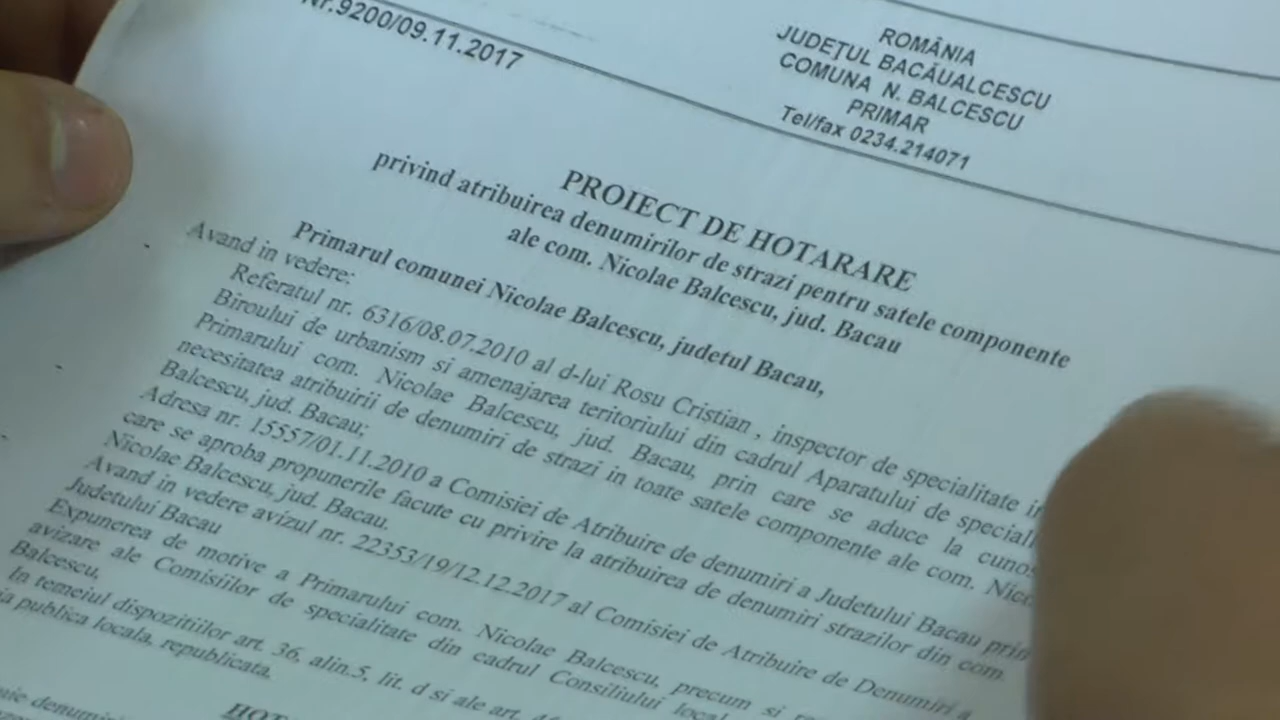 Nr.9200/09.11.2017
ROMÂNIA
JUDEŢUL BACĂUALCESCU
COMUNA N. BALCESCU
PRIMAR
Tel/fax 0234.214071
PROIECT DE HOTARARE
privind atribuirea denumirilor de strazi pentru satele componente
ale com. Nicolae Balcescu, jud. Bacau
Primarul comunei Nicolae Balcescu, judetul Bacau,
Avand in vedere:
Referatul nr. 6316/08.07.2010 al d-lui Rosu Cristian , inspector de specialitate
Biroului de urbanism si amenajarea teritoriului din cadrul Aparatului de
Primarului com. Nicolae Balcescu, jud. Bacau, prin care se aduce la
necesitatea atribuirii de denumiri de strazi in toate satele componente ale com.
Balcescu, jud. Bacau;
Adresa nr. 15557/01.11.2010 a Comisiei de Atribuire de denumiri a Judetului Bacau prin
care se aproba propunerile facute cu privire la atribuirea de denumiri strazilor din com
Nicolae Balcescu, jud. Bacau.
Avand in vedere avizul nr. 22353/19/12.12.2017 al Comisiei de Atribuire de Denumiri a
Judetului Bacau
Expunerea de motive a Primarului com. Nicolae Balcescu, precum si
avizare ale Comisiilor de specialitate din cadrul Consiliului
Balcescu,
In temeiul dispozitiilor art. 36, alin.5, lit. d si ale art.
publica locala, republicata.